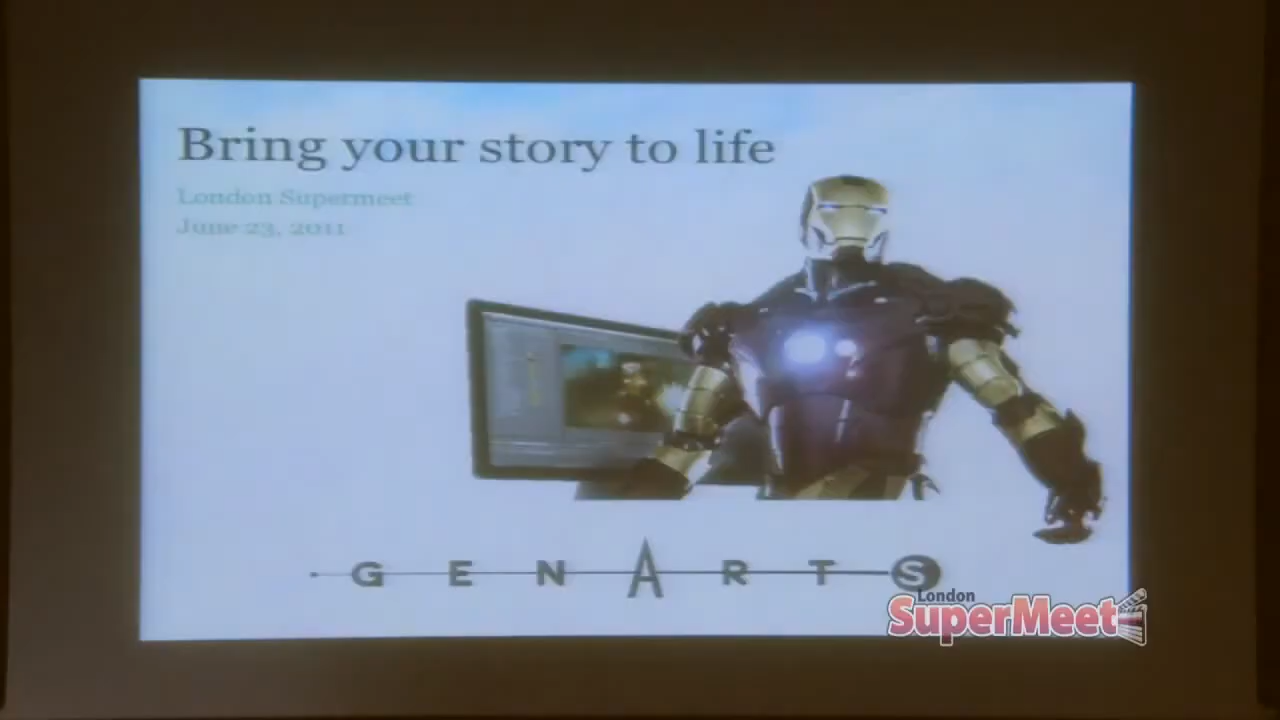 Bring your story to life
London Supermeet
June 23, 2011
GENARTS
London
SuperMeet